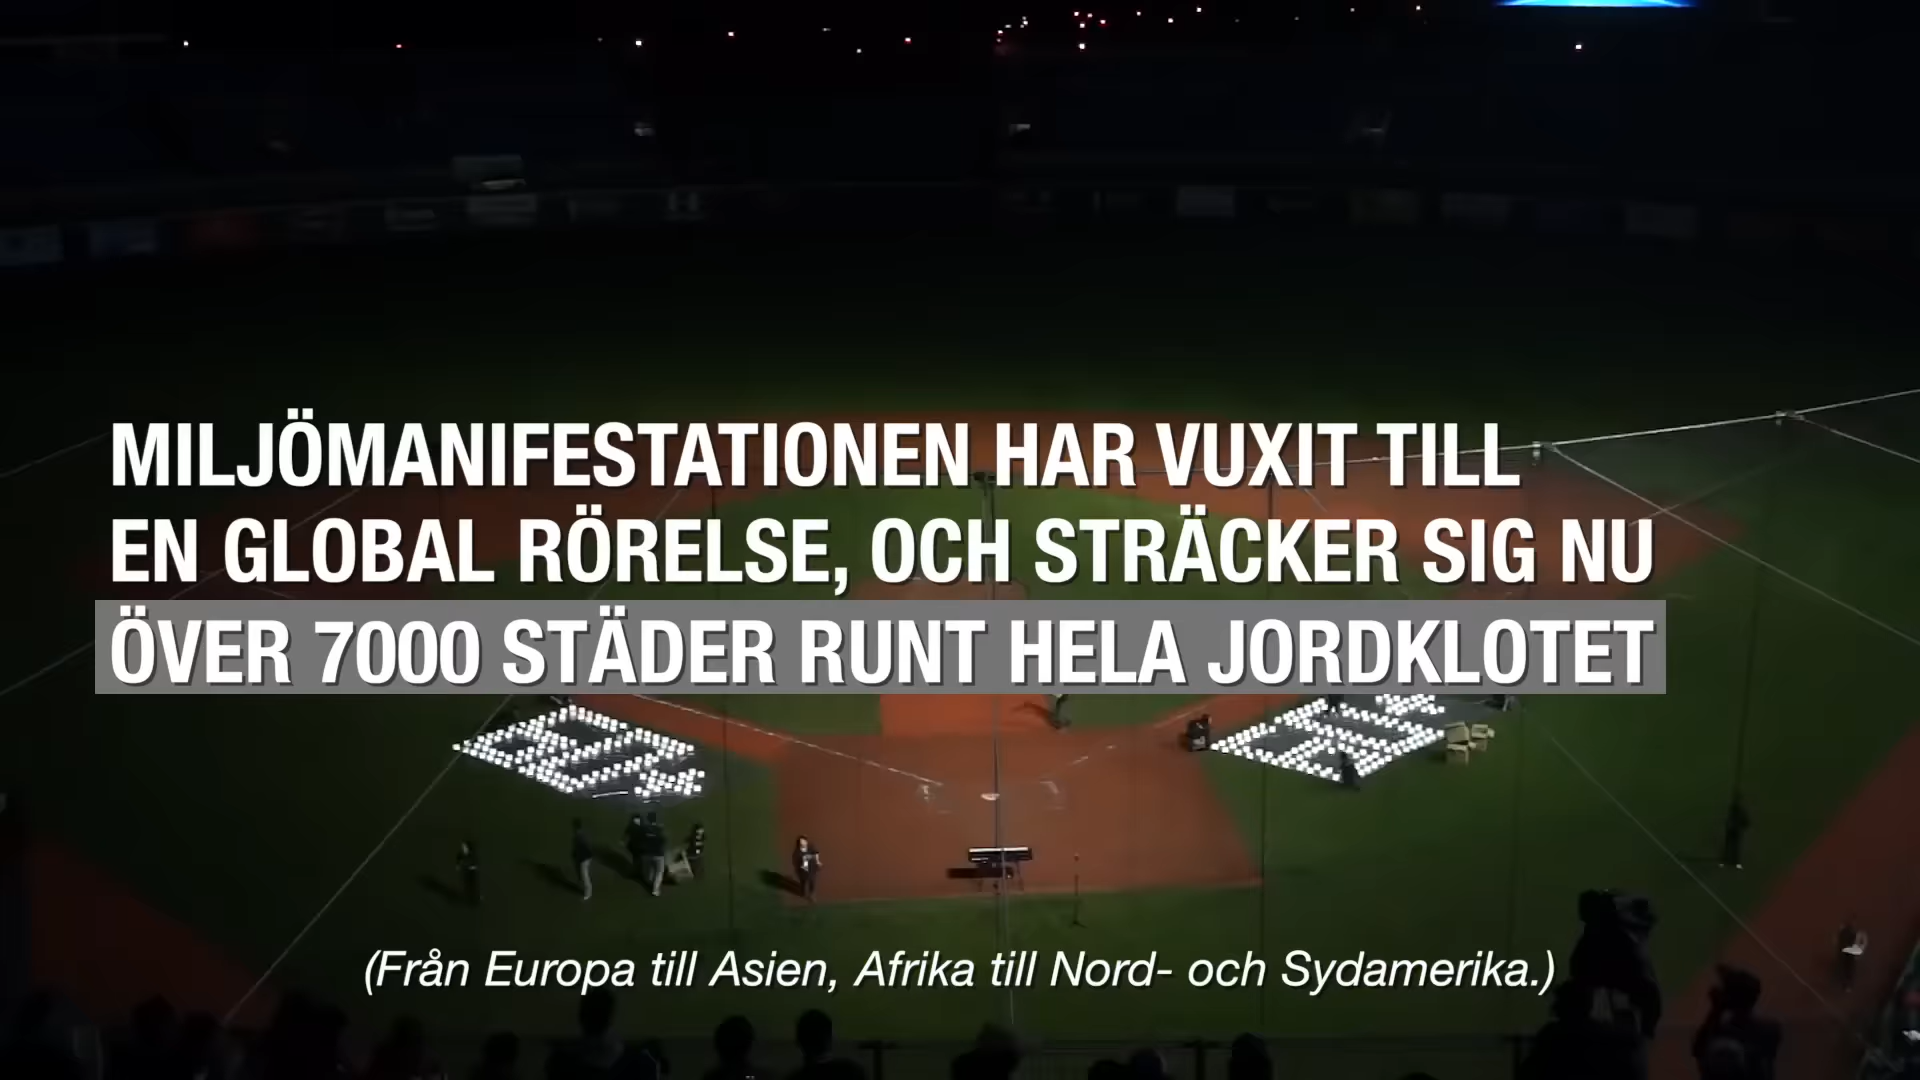 MILJÖMANIFESTATIONEN HAR VUXIT TILL
EN GLOBAL RÖRELSE, OCH STRÄCKER SIG NU
ÖVER 7000 STÄDER RUNT HELA JORDKLOTET
(Från Europa till Asien, Afrika till Nord- och Sydamerika.)